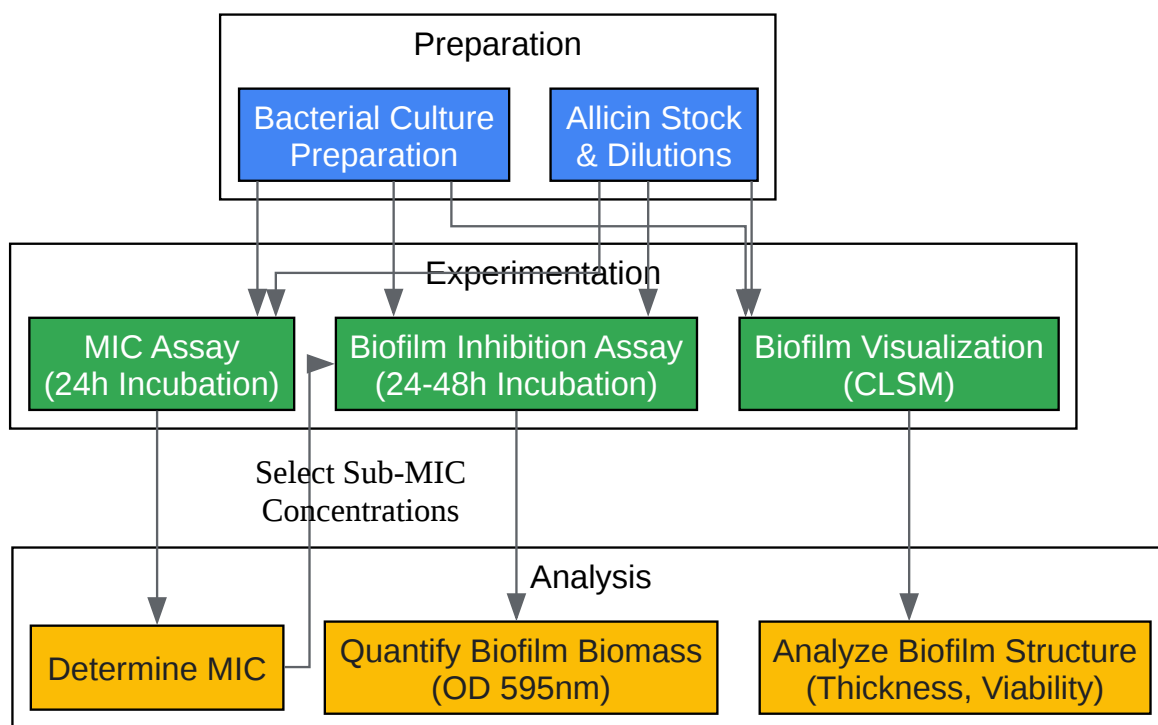 Preparation
Bacterial Culture
Preparation
Allicin Stock
& Dilutions
Experimentation
MIC Assay
(24h Incubation)
Biofilm Inhibition Assay
(24-48h Incubation)
Biofilm Visualization
(CLSM)
Select Sub-MIC
Concentrations
Analysis
Determine MIC
Quantify Biofilm Biomass
(OD 595nm)
Analyze Biofilm Structure
(Thickness, Viability)